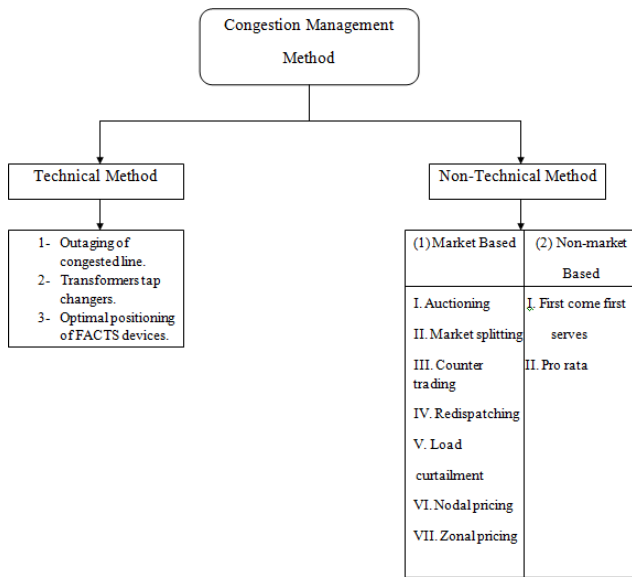 Congestion Management
Method
Technical Method
Non-Technical Method
1- Outaging of
congested line.
2- Transformers tap
changers.
3- Optimal positioning
of FACTS devices.
(1) Market Based
I. Auctioning
II. Market splitting
III. Counter
trading
IV. Redispatching
V. Load
curtailment
VI. Nodal pricing
VII. Zonal pricing
(2) Non-market
Based
I. First come first
serves
II. Pro rata